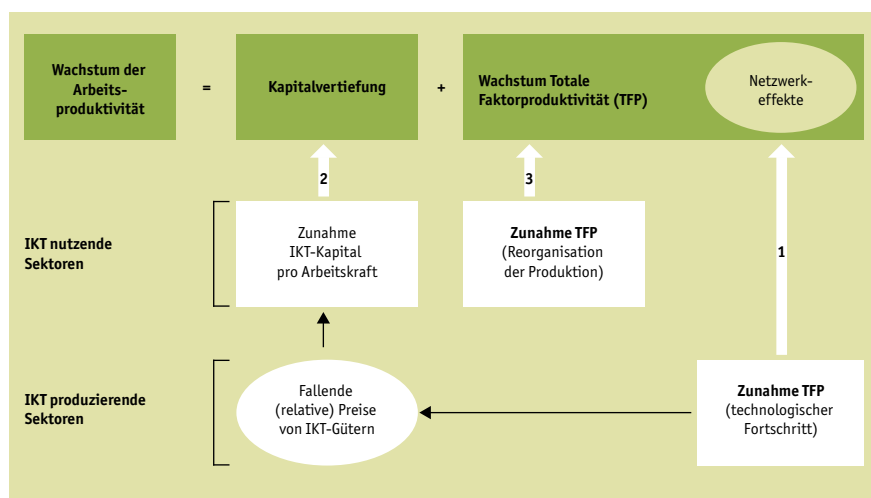 Wachstum der
Arbeits-
produktivität
=
Kapitalvertiefung
+
Wachstum Totale
Faktorproduktivität (TFP)
Netzwerk-
effekte
2
3
1
IKT nutzende
Sektoren
Zunahme
IKT-Kapital
pro Arbeitskraft
Zunahme TFP
(Reorganisation
der Produktion)
IKT produzierende
Sektoren
Fallende
(relative) Preise
von IKT-Gütern
Zunahme TFP
(technologischer
Fortschritt)